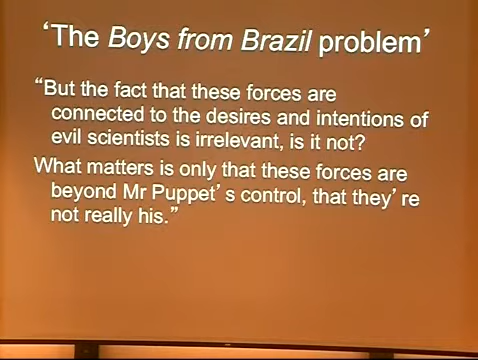 ‘The Boys from Brazil problem’
“But the fact that these forces are
connected to the desires and intentions of
evil scientists is irrelevant, is it not?
What matters is only that these forces are
beyond Mr Puppet’s control, that they’re
not really his.”